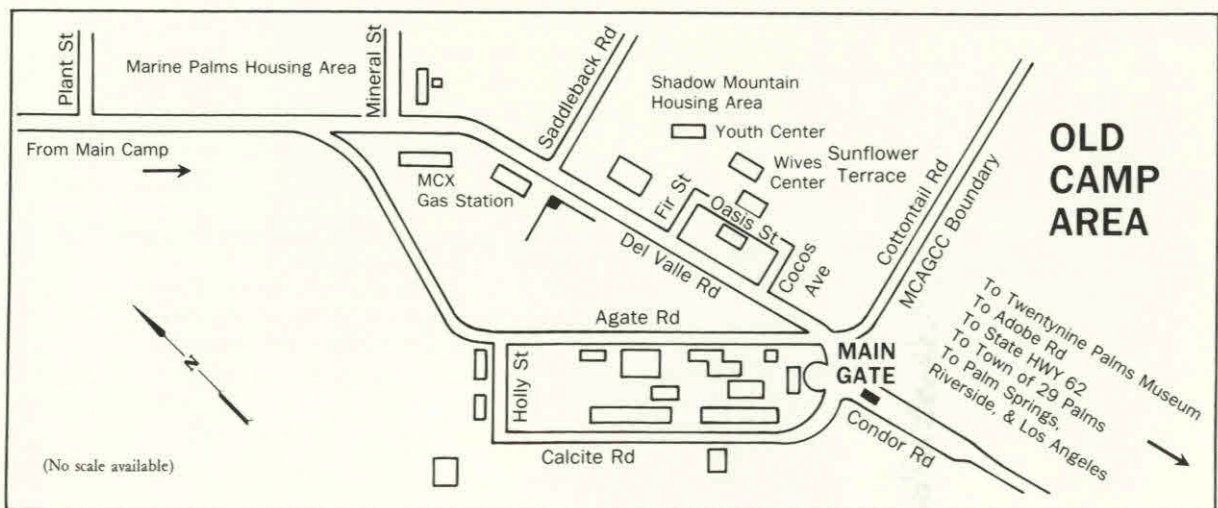 Plant St
Marine Palms Housing Area
Mineral St
Saddleback Rd
Shadow Mountain
Housing Area
Youth Center
Wives
Center
Sunflower
Terrace
From Main Camp
MCX
Gas Station
Fir St
Oasis St
Cocos
Ave
Del Valle Rd
Cottontail Rd
MCAGCC Boundary
OLD
CAMP
AREA
Agate Rd
MAIN
GATE
Holly St
Calcite Rd
Condor Rd
To Twentynine Palms Museum
To Adobe Rd
To State HWY 62
To Town of 29 Palms
To Palm Springs,
Riverside, & Los Angeles
N
(No scale available)